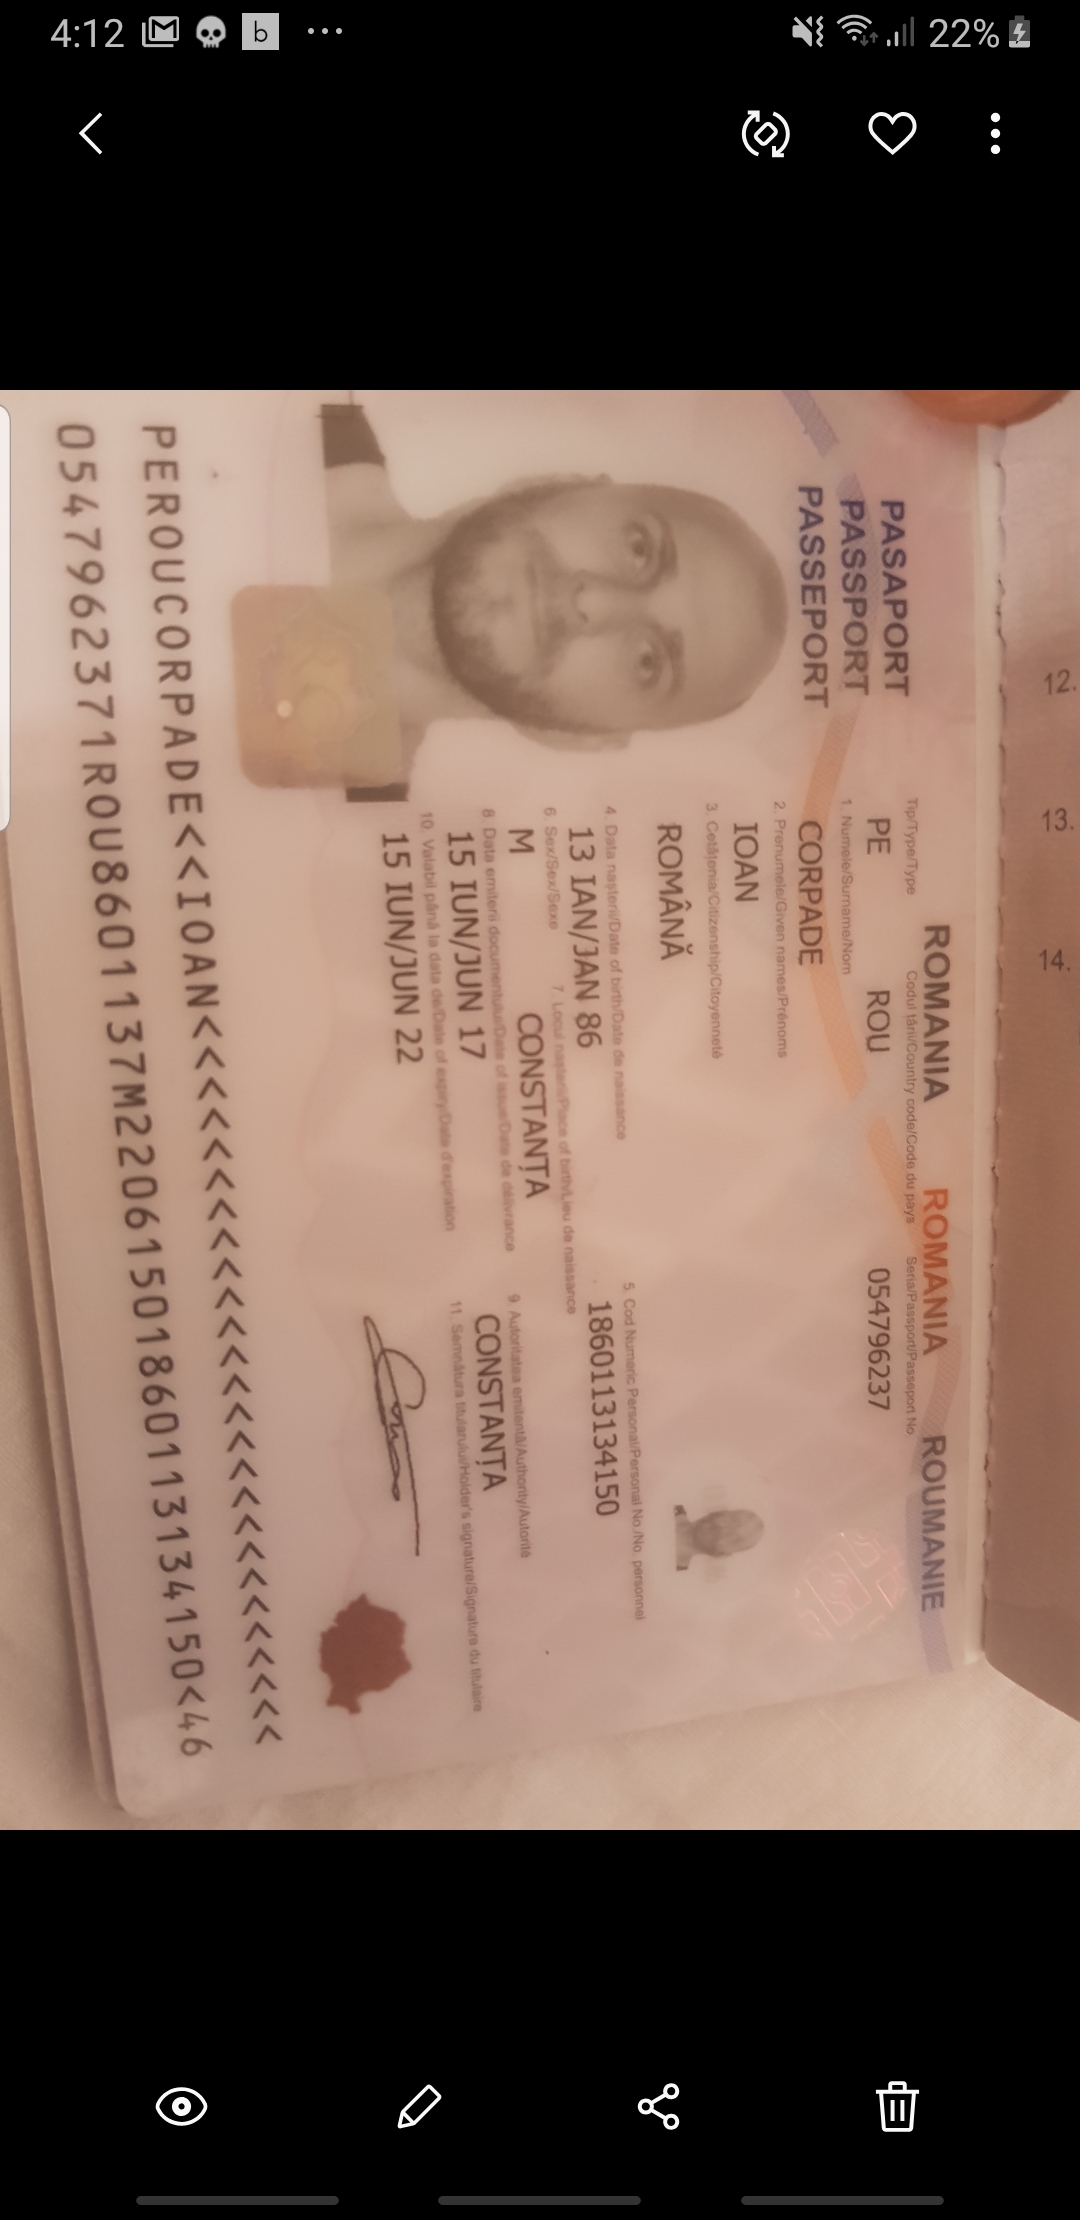 4:12
b
22%
PASAPORT
PASSPORT
PASSEPORT
ROMANIA ROMANIA ROUMANIE
Tip/Type/Type Codul țării/Country code/Code du pays Seria/Passport/Passeport No.
PE ROU 054796237
1. Numele/Surname/Nom
CORPADE
2. Prenumele/Given names/Prénoms
IOAN
3. Cetățenia/Citizenship/Citoyenneté
ROMÂNĂ
4. Data nașterii/Date of birth/Date de naissance 5. Cod Numeric Personal/Personal No./No. personnel
13 IAN/JAN 86 1860113134150
6. Sex/Sex/Sexe 7. Locul nașterii/Place of birth/Lieu de naissance
M CONSTANȚA
8. Data emiterii documentului/Date of issue/Date de délivrance 9. Autoritatea emitentă/Authority/Autorité
15 IUN/JUN 17 CONSTANȚA
10. Valabil până la data de/Date of expiry/Date d'expiration 11. Semnătura titularului/Holder's signature/Signature du titulaire
15 IUN/JUN 22
PEROUCORPADE<<IOAN<<<<<<<<<<<<<<<<<<<<<<<<<<
0547962371ROU8601137M22061501860113134150<46
12.
13.
14.